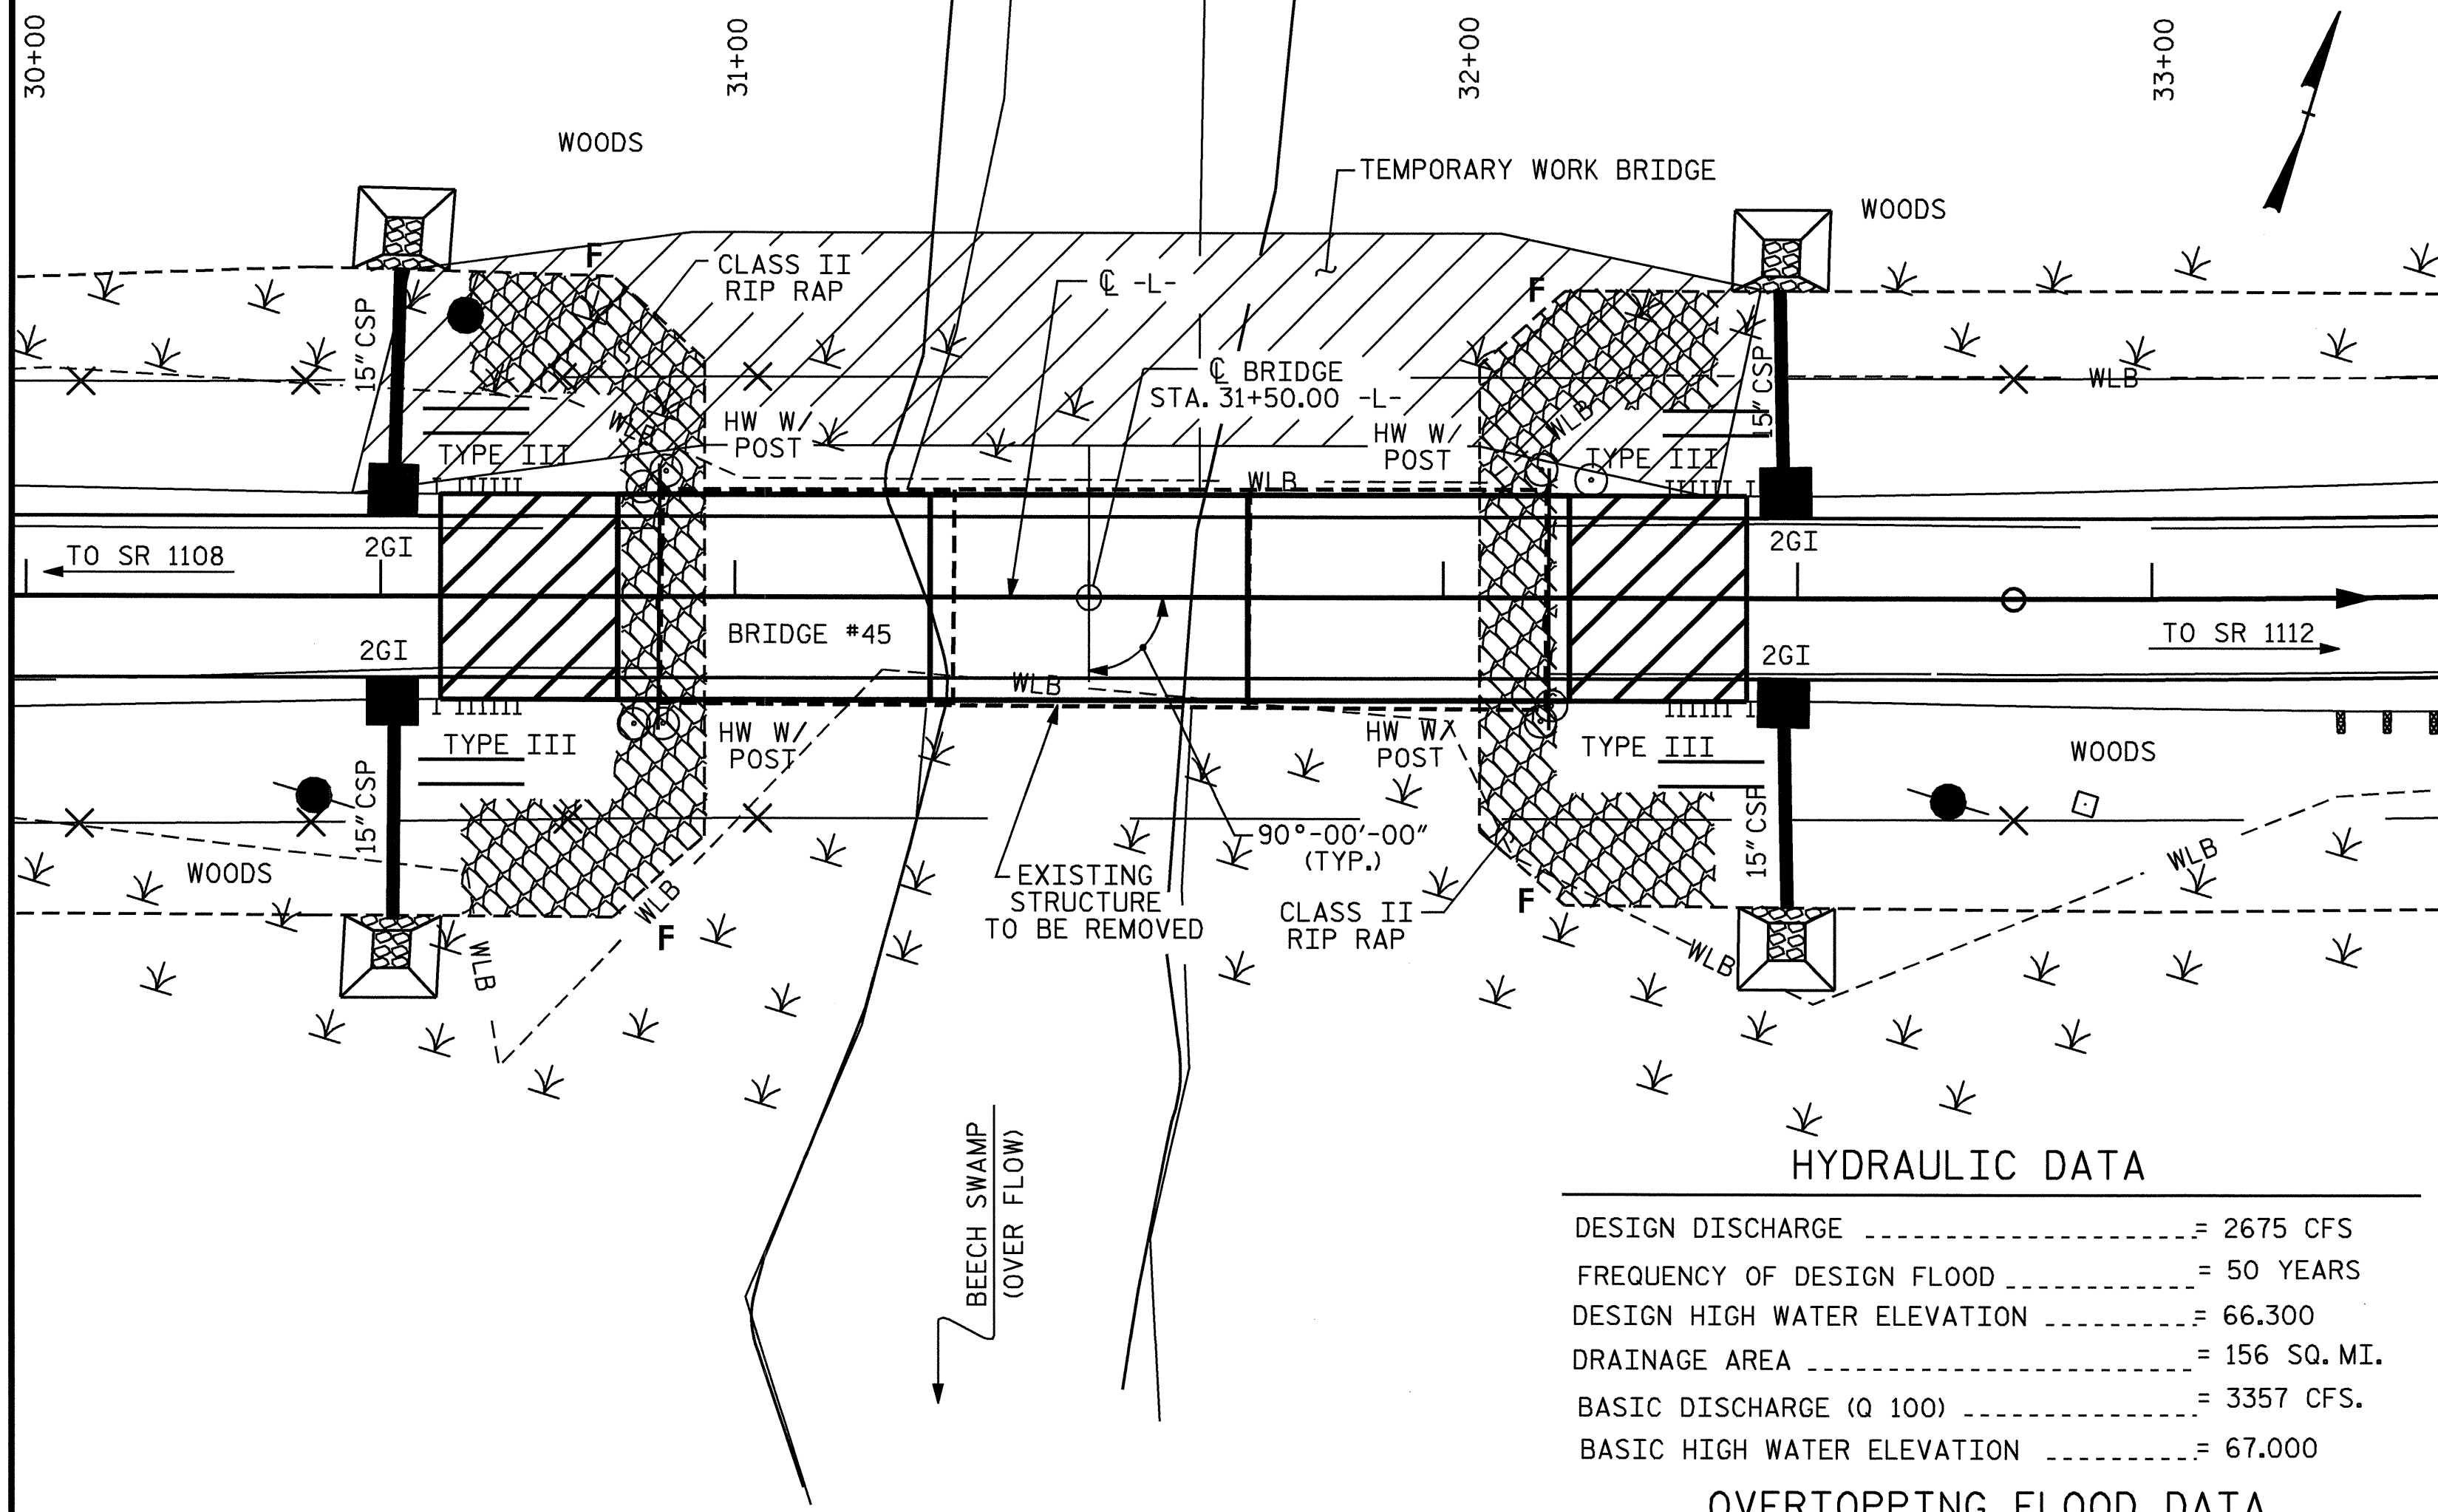 30+00
31+00
32+00
33+00
WOODS
TEMPORARY WORK BRIDGE
WOODS
F
CLASS II
RIP RAP
℄ -L-
F
15" CSP
℄ BRIDGE
STA. 31+50.00 -L-
15" CSP
WLB
WLB
HW W/
POST
HW W/
POST
WLB
TYPE III
TYPE III
WLB
TO SR 1108
2GI
2GI
BRIDGE #45
TO SR 1112
2GI
2GI
WLB
HW W/
POST
HW W/
POST
TYPE III
TYPE III
WOODS
15" CSP
15" CSP
90°-00'-00"
(TYP.)
WOODS
EXISTING
STRUCTURE
TO BE REMOVED
WLB
WLB
F
CLASS II
RIP RAP
F
WLB
WLB
BEECH SWAMP
(OVER FLOW)
HYDRAULIC DATA
DESIGN DISCHARGE = 2675 CFS
FREQUENCY OF DESIGN FLOOD = 50 YEARS
DESIGN HIGH WATER ELEVATION = 66.300
DRAINAGE AREA = 156 SQ. MI.
BASIC DISCHARGE (Q 100) = 3357 CFS.
BASIC HIGH WATER ELEVATION = 67.000
OVERTOPPING FLOOD DATA